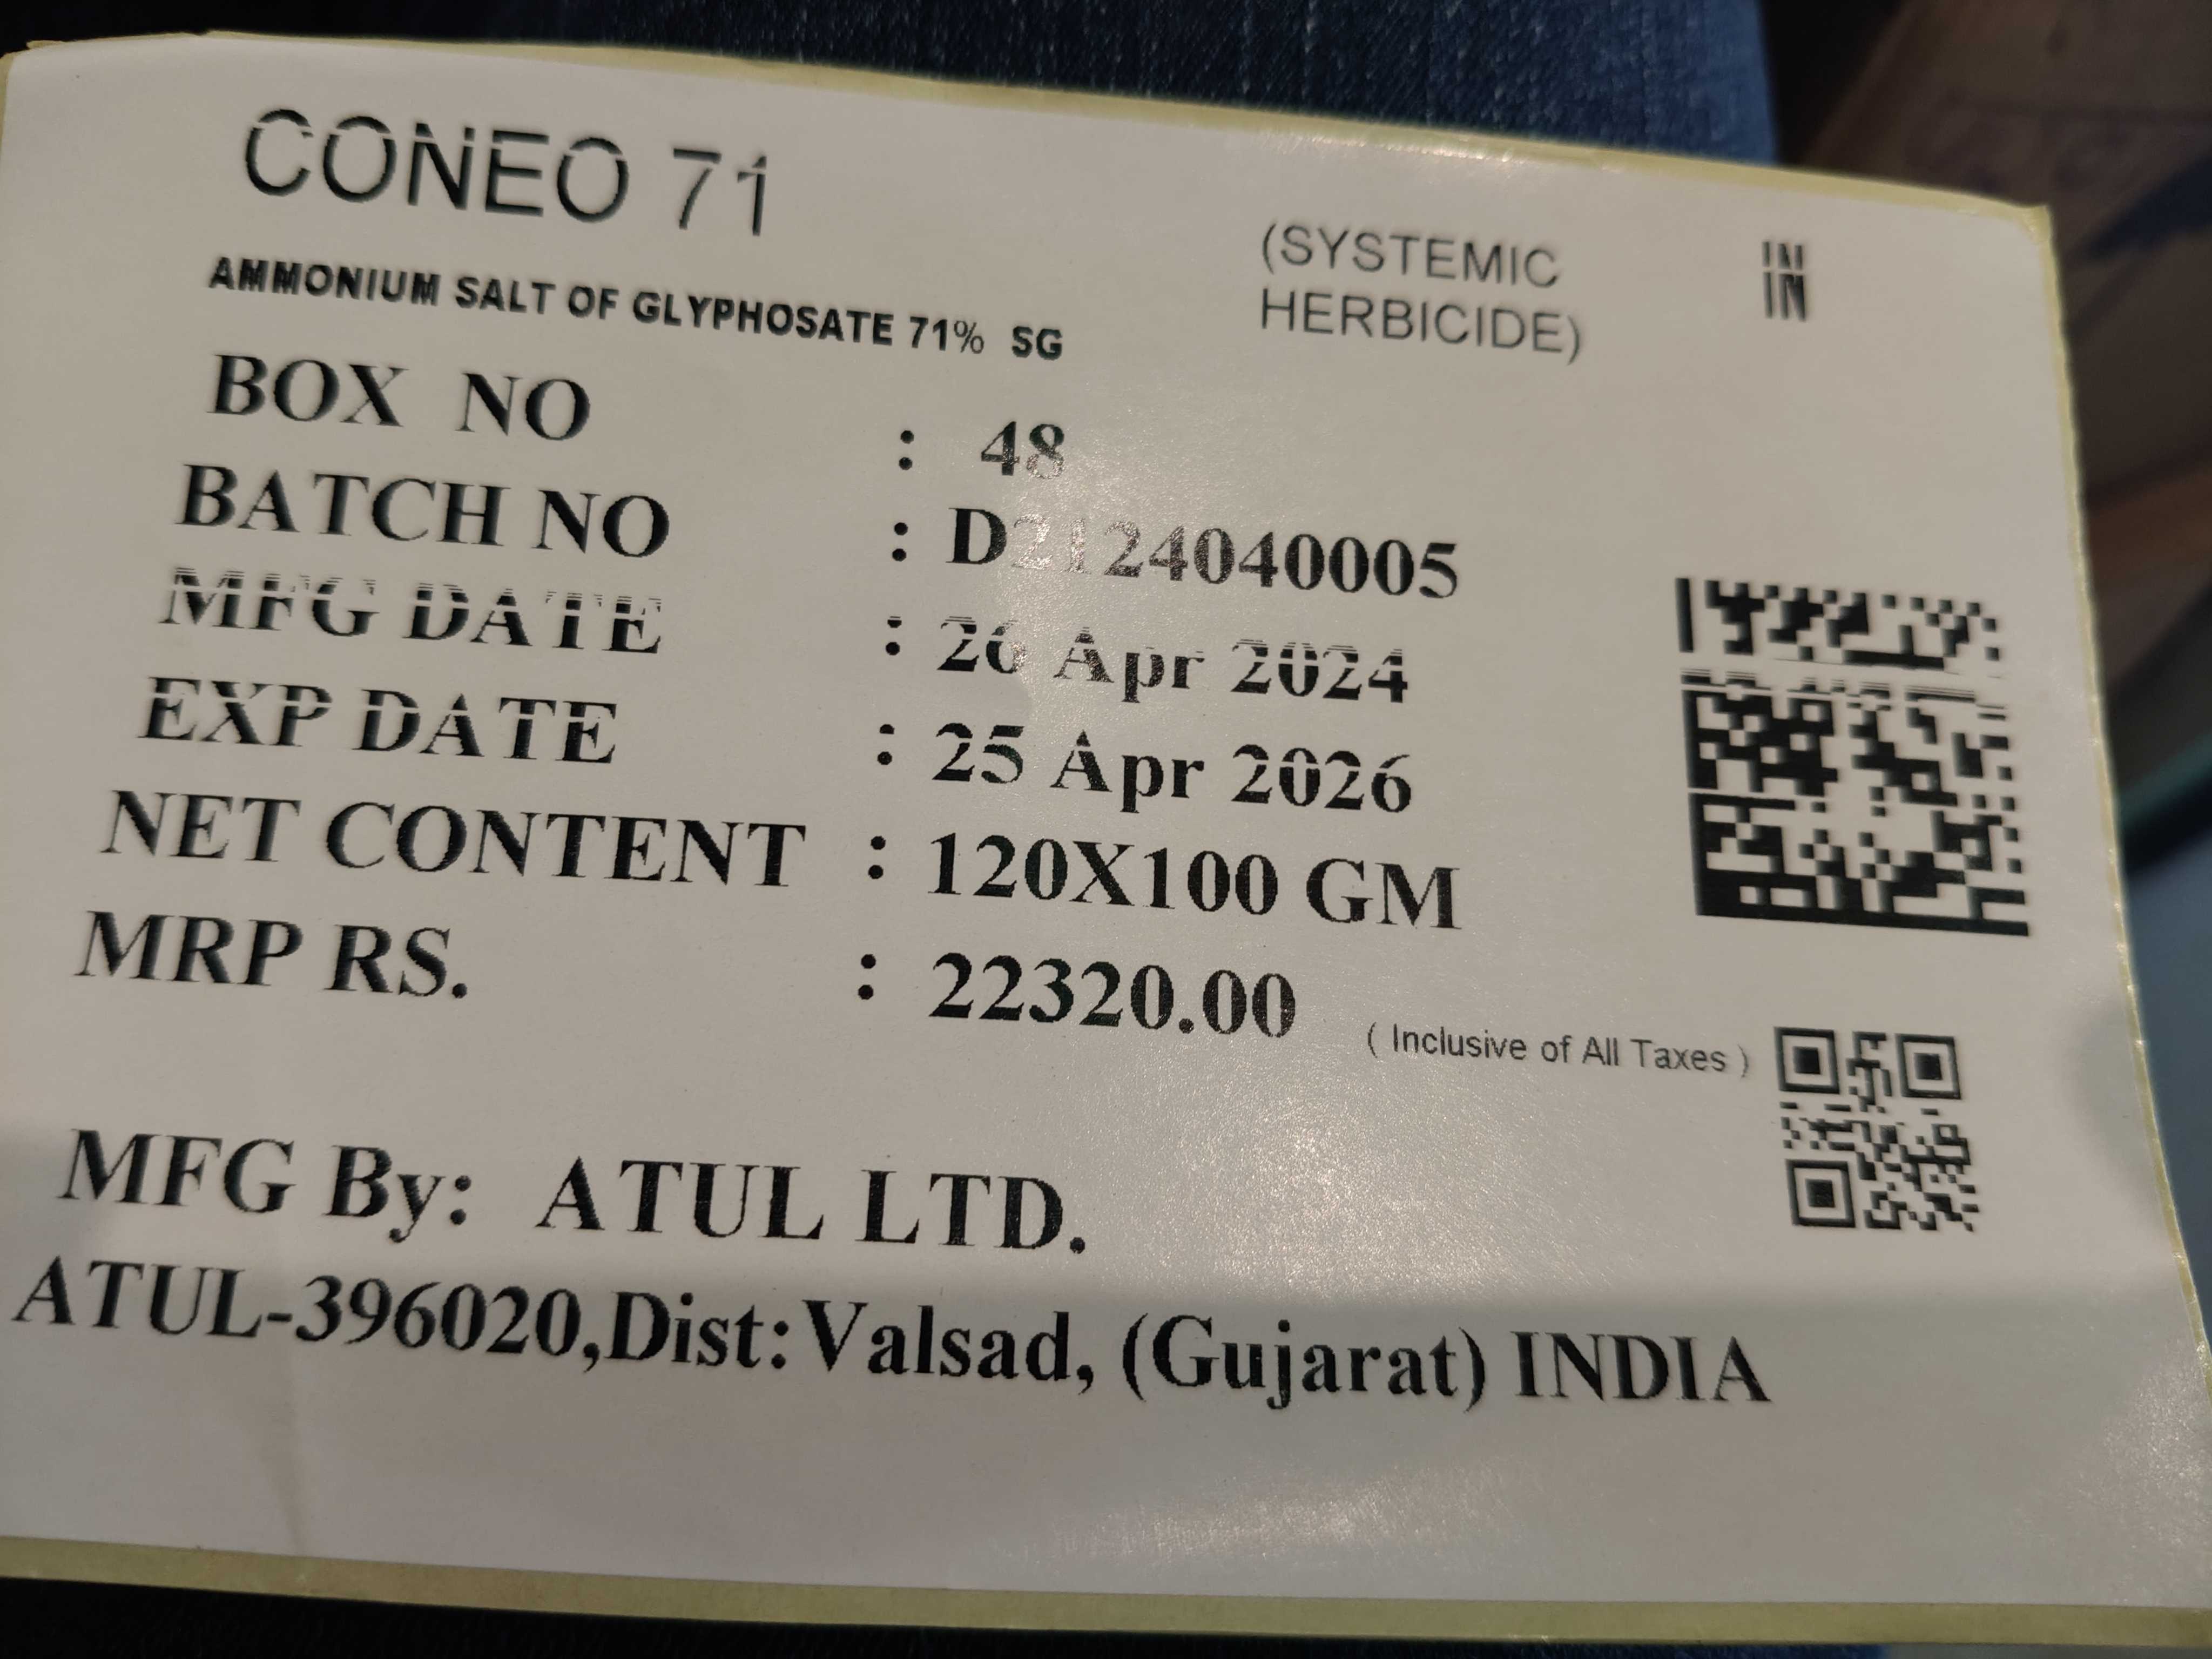 CONEO 71
(SYSTEMIC
HERBICIDE)
IN
AMMONIUM SALT OF GLYPHOSATE 71% SG
BOX NO : 48
BATCH NO : D2124040005
MFG DATE : 26 Apr 2024
EXP DATE : 25 Apr 2026
NET CONTENT : 120X100 GM
MRP RS. : 22320.00 ( Inclusive of All Taxes )
MFG By: ATUL LTD.
ATUL-396020,Dist:Valsad, (Gujarat) INDIA